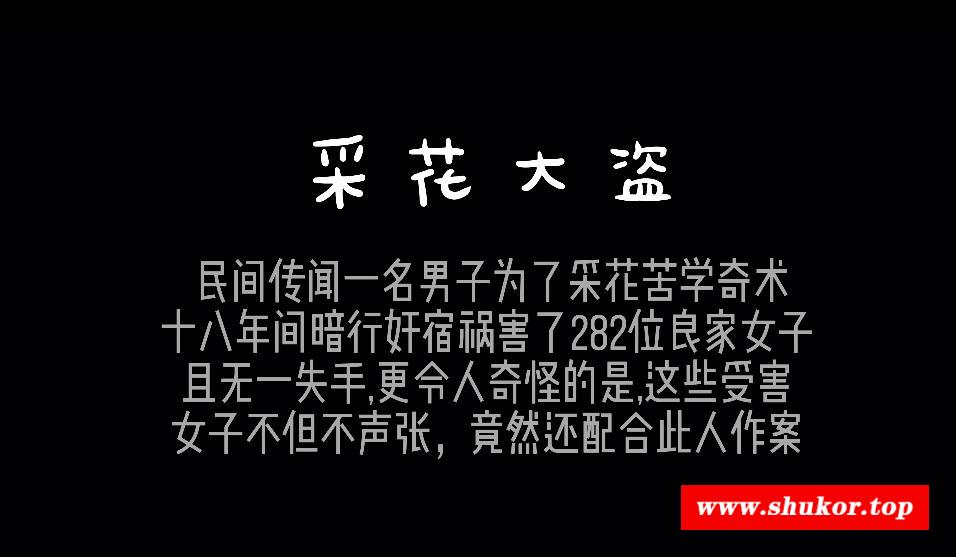 采花大盗
民间传闻一名男子为了采花苦学奇术
十八年间暗行奸宿祸害了282位良家女子
且无一失手,更令人奇怪的是,这些受害
女子不但不声张，竟然还配合此人作案
www.shukor.top